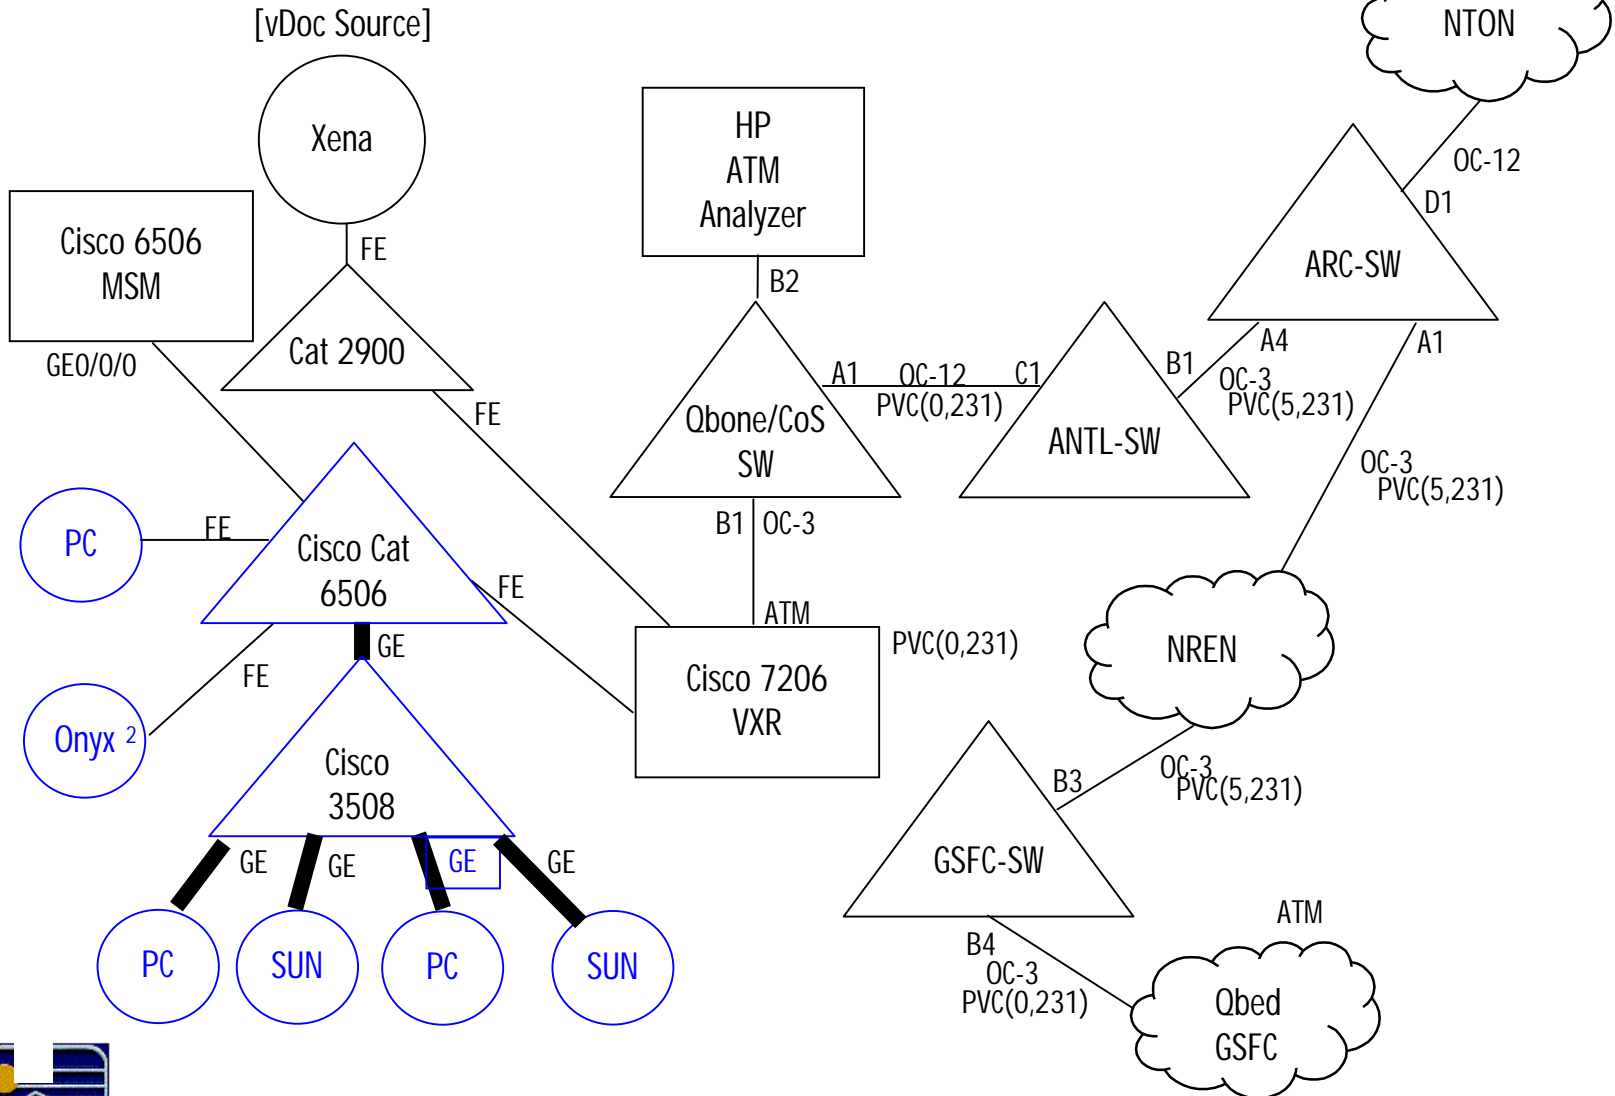 [vDoc Source]
NTON
Xena
HP
ATM
Analyzer
OC-12
D1
Cisco 6506
MSM
FE
ARC-SW
B2
GE0/0/0
Cat 2900
A4
A1
B1
OC-3
PVC(5,231)
A1
OC-12
C1
PVC(0,231)
FE
Qbone/CoS
SW
ANTL-SW
OC-3
PVC(5,231)
PC
FE
Cisco Cat
6506
B1
OC-3
FE
ATM
PVC(0,231)
GE
FE
Cisco 7206
VXR
NREN
Onyx 2
Cisco
3508
OC-3
PVC(5,231)
B3
GE
GE
GE
GE
GSFC-SW
PC
SUN
PC
SUN
B4
OC-3
PVC(0,231)
ATM
Qbed
GSFC